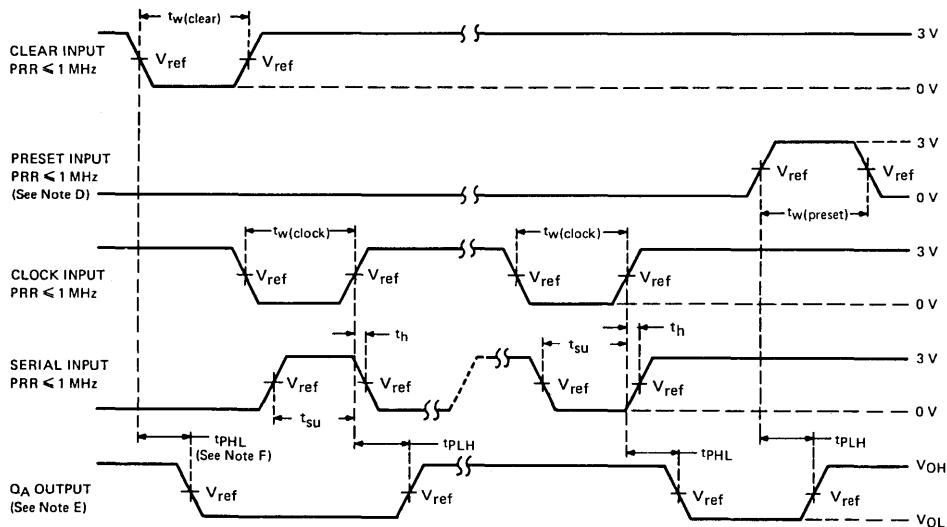 tw(clear)
CLEAR INPUT
PRR ≤ 1 MHz
Vref
Vref
3 V
0 V
PRESET INPUT
PRR ≤ 1 MHz
(See Note D)
Vref
Vref
3 V
0 V
tw(preset)
tw(clock)
tw(clock)
CLOCK INPUT
PRR ≤ 1 MHz
Vref
Vref
Vref
Vref
3 V
0 V
th
tsu
th
SERIAL INPUT
PRR ≤ 1 MHz
Vref
Vref
Vref
Vref
3 V
0 V
tsu
tPHL
(See Note F)
tPLH
tPHL
tPLH
QA OUTPUT
(See Note E)
Vref
Vref
Vref
Vref
VOH
VOL